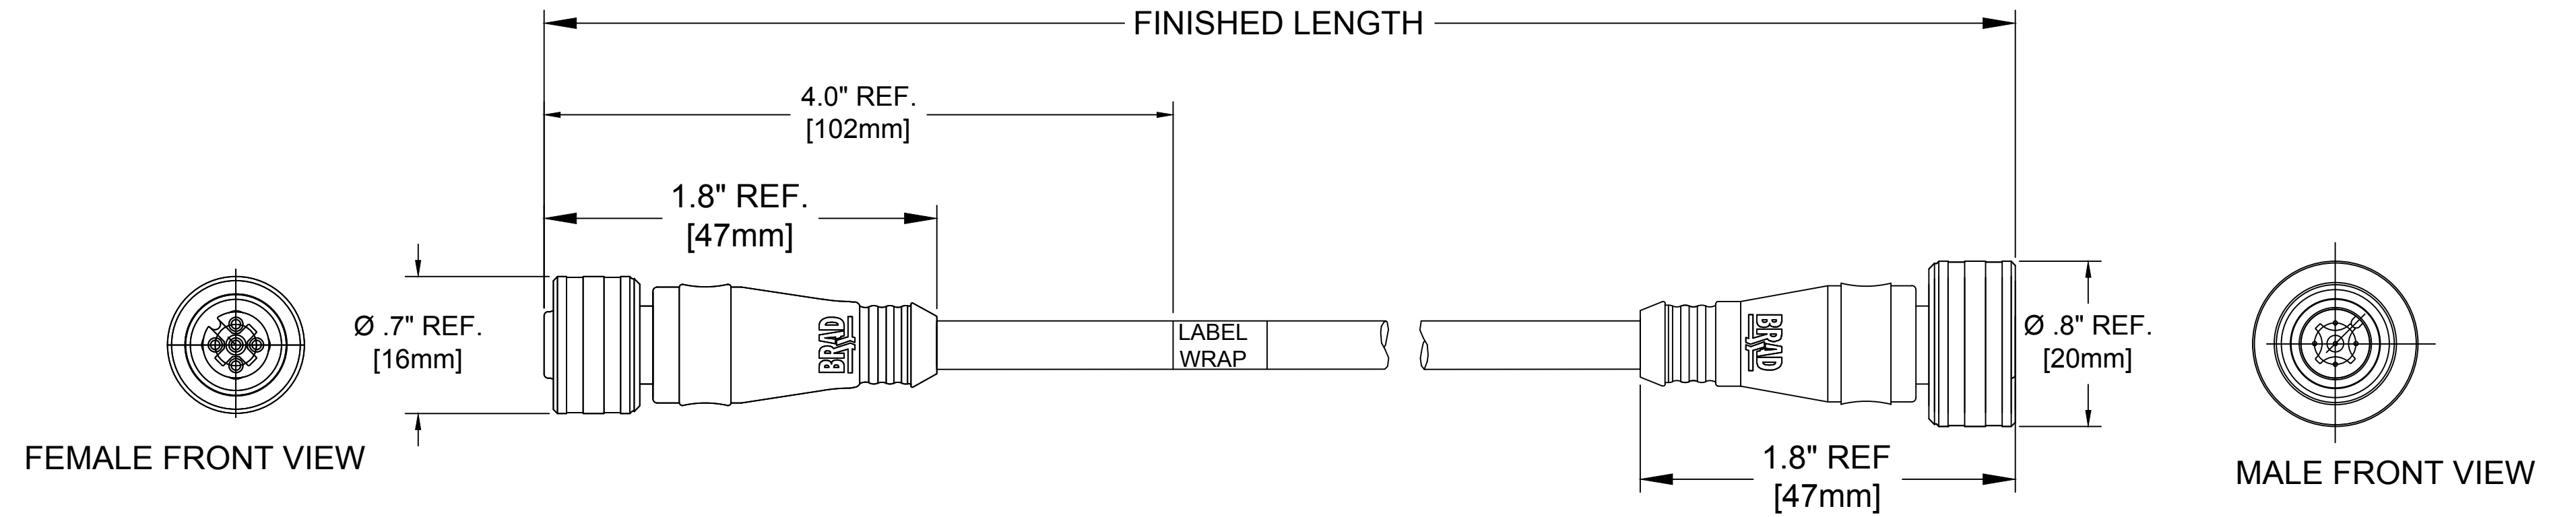 FINISHED LENGTH
4.0" REF.
[102mm]
1.8" REF.
[47mm]
Ø .7" REF.
[16mm]
BRAD
LABEL
WRAP
BRAD
Ø .8" REF.
[20mm]
FEMALE FRONT VIEW
1.8" REF
[47mm]
MALE FRONT VIEW